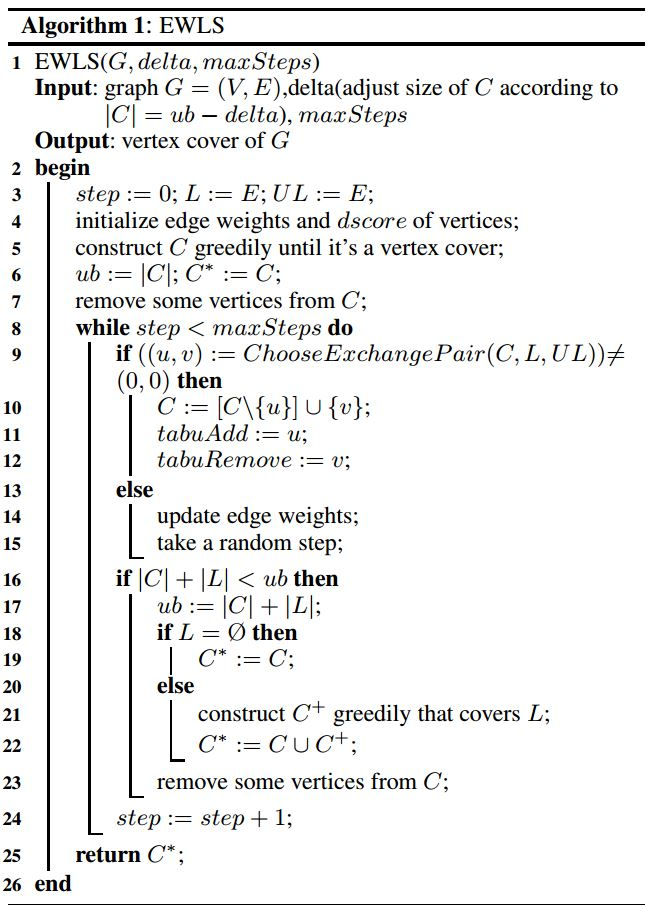 Algorithm 1: EWLS
1 EWLS(G, delta, maxSteps)
Input: graph G = (V, E),delta(adjust size of C according to
|C| = ub − delta), maxSteps
Output: vertex cover of G
2 begin
3 step := 0; L := E; UL := E;
4 initialize edge weights and dscore of vertices;
5 construct C greedily until it's a vertex cover;
6 ub := |C|; C* := C;
7 remove some vertices from C;
8 while step < maxSteps do
9 if ((u, v) := ChooseExchangePair(C, L, UL))≠
(0, 0) then
10 C := [C\{u}] ∪ {v};
11 tabuAdd := u;
12 tabuRemove := v;
13 else
14 update edge weights;
15 take a random step;
16 if |C| + |L| < ub then
17 ub := |C| + |L|;
18 if L = Ø then
19 C* := C;
20 else
21 construct C⁺ greedily that covers L;
22 C* := C ∪ C⁺;
23 remove some vertices from C;
24 step := step + 1;
25 return C*;
26 end